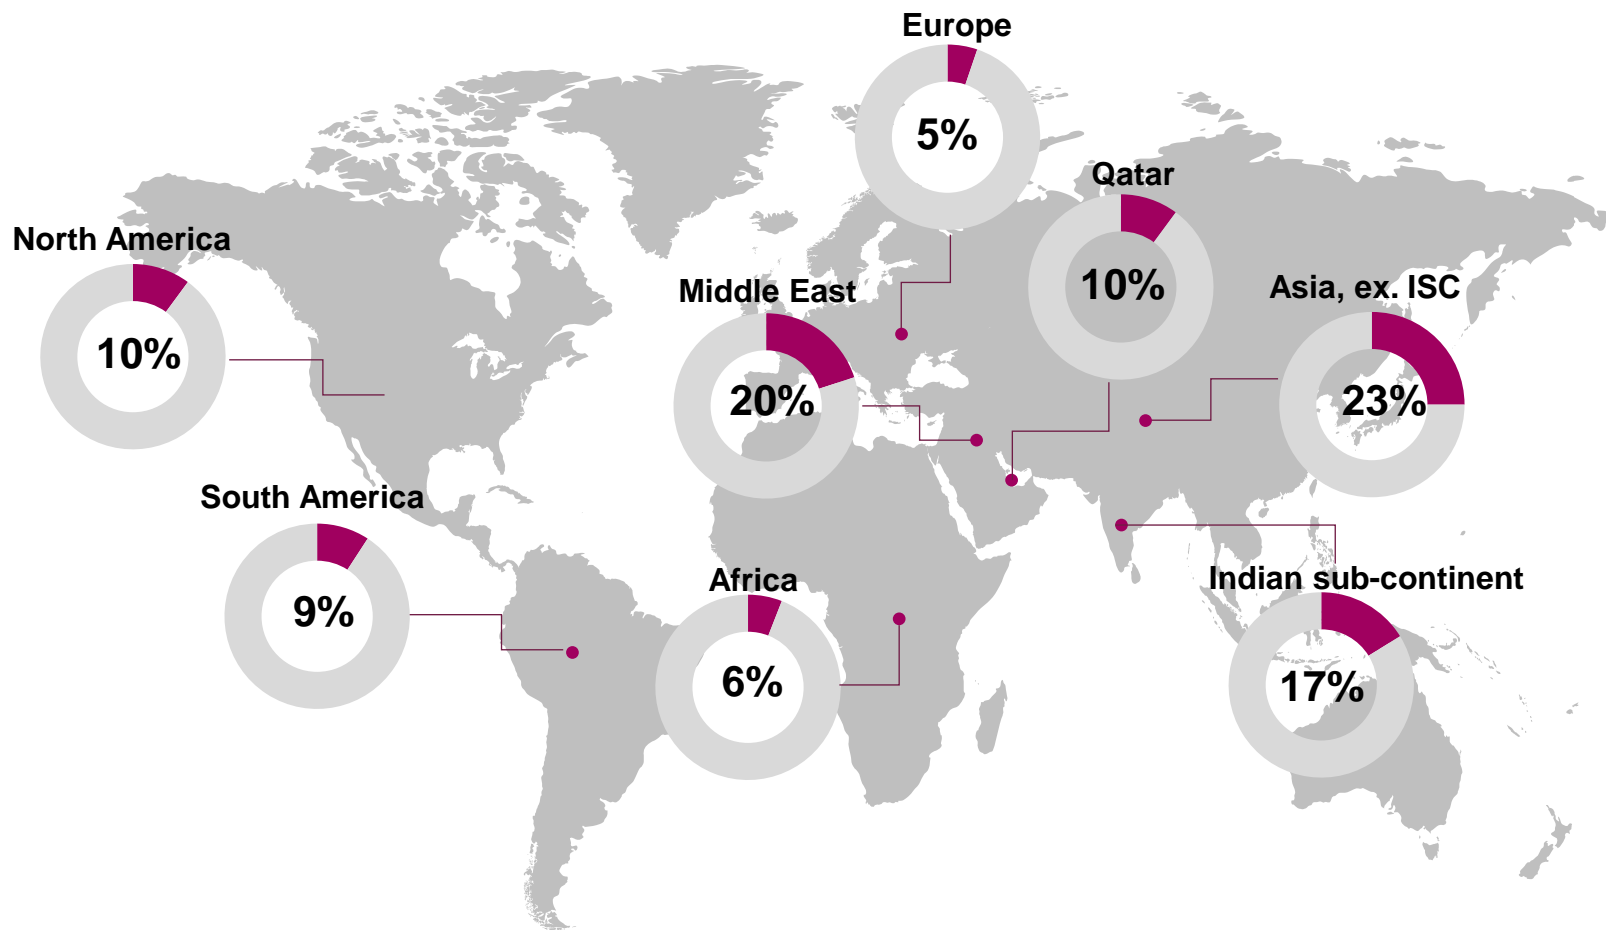 Europe
5%
Qatar
10%
North America
10%
Middle East
20%
Asia, ex. ISC
23%
South America
9%
Africa
6%
Indian sub-continent
17%